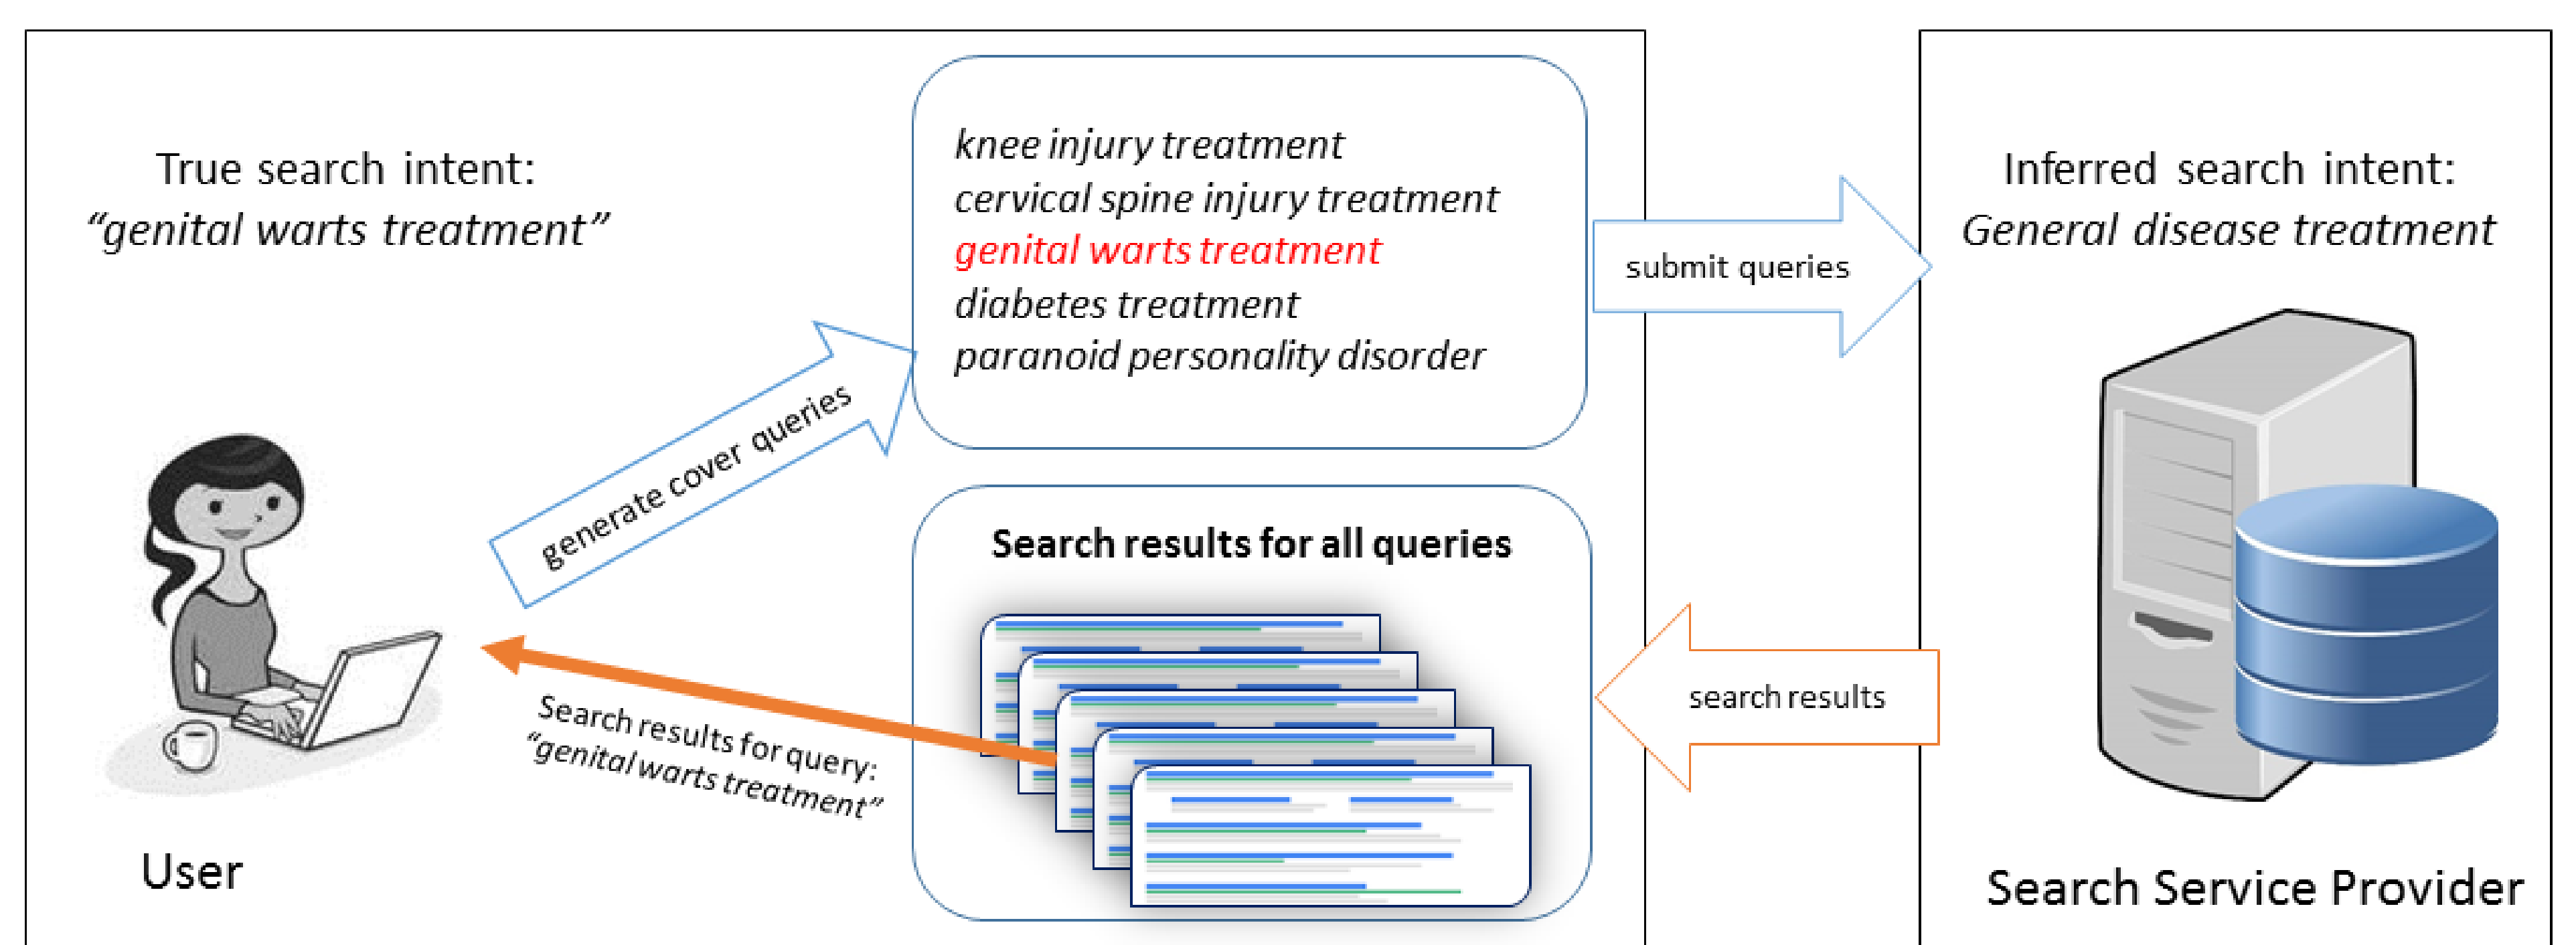 True search intent:
“genital warts treatment”
generate cover queries
knee injury treatment
cervical spine injury treatment
genital warts treatment
diabetes treatment
paranoid personality disorder
submit queries
Inferred search intent:
General disease treatment
Search results for all queries
search results
Search results for query:
“genital warts treatment”
User
Search Service Provider